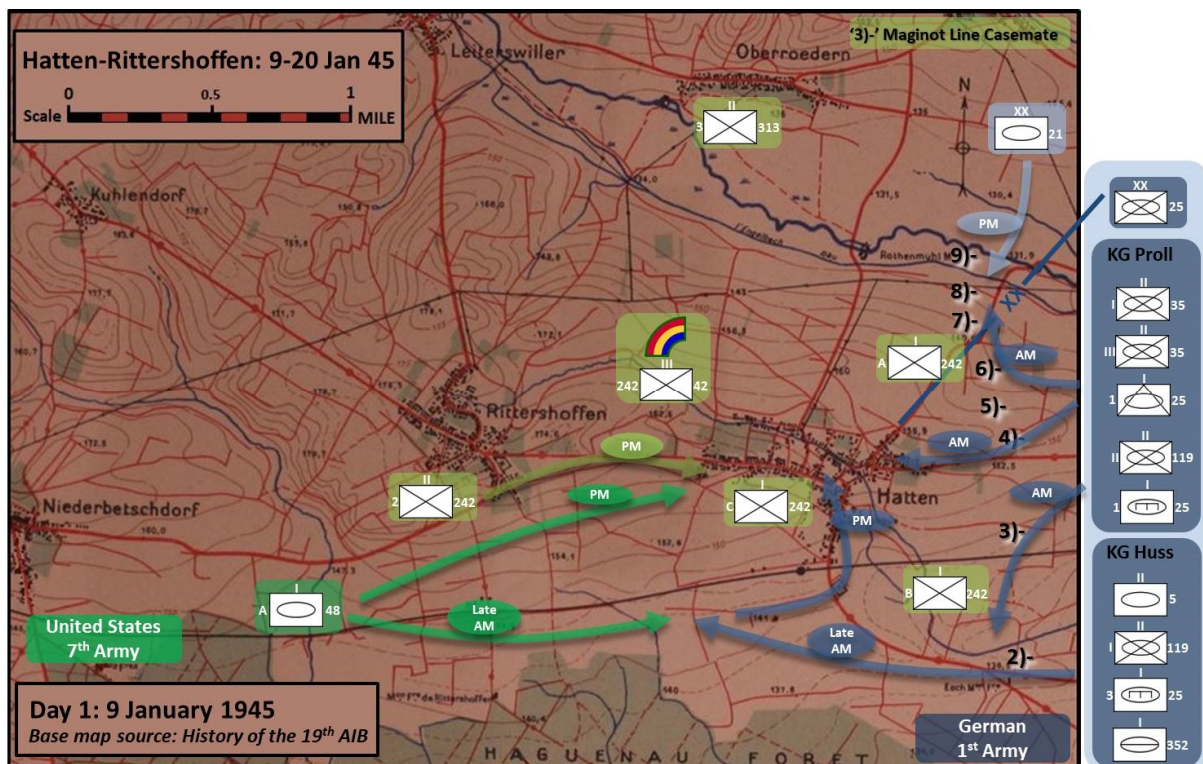 Hatten-Rittershoffen: 9-20 Jan 45
0 0.5 1
Scale MILE
'3)-' Maginot Line Casemate
Leiterswiller
Oberroedern
Kuhlendorf
II
3 313
N
XX
21
PM
Rothenmuhl M
9)-
8)-
7)-
XX
AM
6)-
5)-
4)-
AM
I
A 242
III
242 42
Rittershoffen
PM
II
2 242
PM
I
C 242
Hatten
PM
AM
3)-
Niederbetschdorf
I
A 48
Late
AM
I
B 242
Late
AM
2)-
United States
7th Army
Day 1: 9 January 1945
Base map source: History of the 19th AIB
HAGUENAU FORET
German
1st Army
XX
25
KG Proll
II
I 35
II
III 35
I
1 25
II
II 119
I
1 25
KG Huss
II
5
II
I 119
I
3 25
I
352